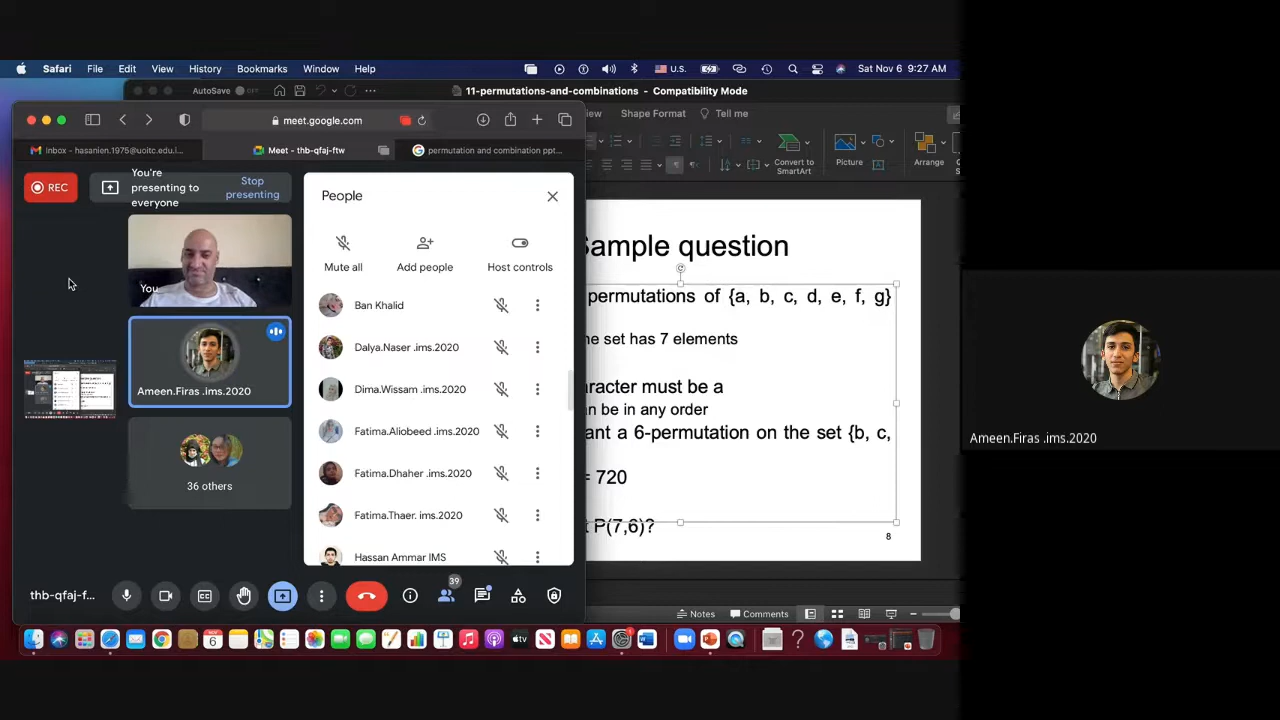 Safari File Edit View History Bookmarks Window Help U.S. Sat Nov 6 9:27 AM
AutoSave OFF 11-permutations-and-combinations - Compatibility Mode
meet.google.com
Shape Format Tell me
Inbox - hasanien.1975@uoitc.edu.i... Meet - thb-qfaj-ftw permutation and combination ppt...
Convert to
SmartArt
Picture
Arrange
REC
You're
presenting to
everyone
Stop
presenting
People
Mute all Add people Host controls
You
Ban Khalid
Dalya.Naser .ims.2020
Dima.Wissam .ims.2020
Fatima.Aliobeed .ims.2020
Fatima.Dhaher .ims.2020
Fatima.Thaer. ims.2020
Hassan Ammar IMS
Ameen.Firas .ims.2020
36 others
Sample question
permutations of {a, b, c, d, e, f, g}
he set has 7 elements
aracter must be a
an be in any order
ant a 6-permutation on the set {b, c,
= 720
t P(7,6)?
8
thb-qfaj-f... 39
Notes Comments
NOV
6
tv
Ameen.Firas .ims.2020